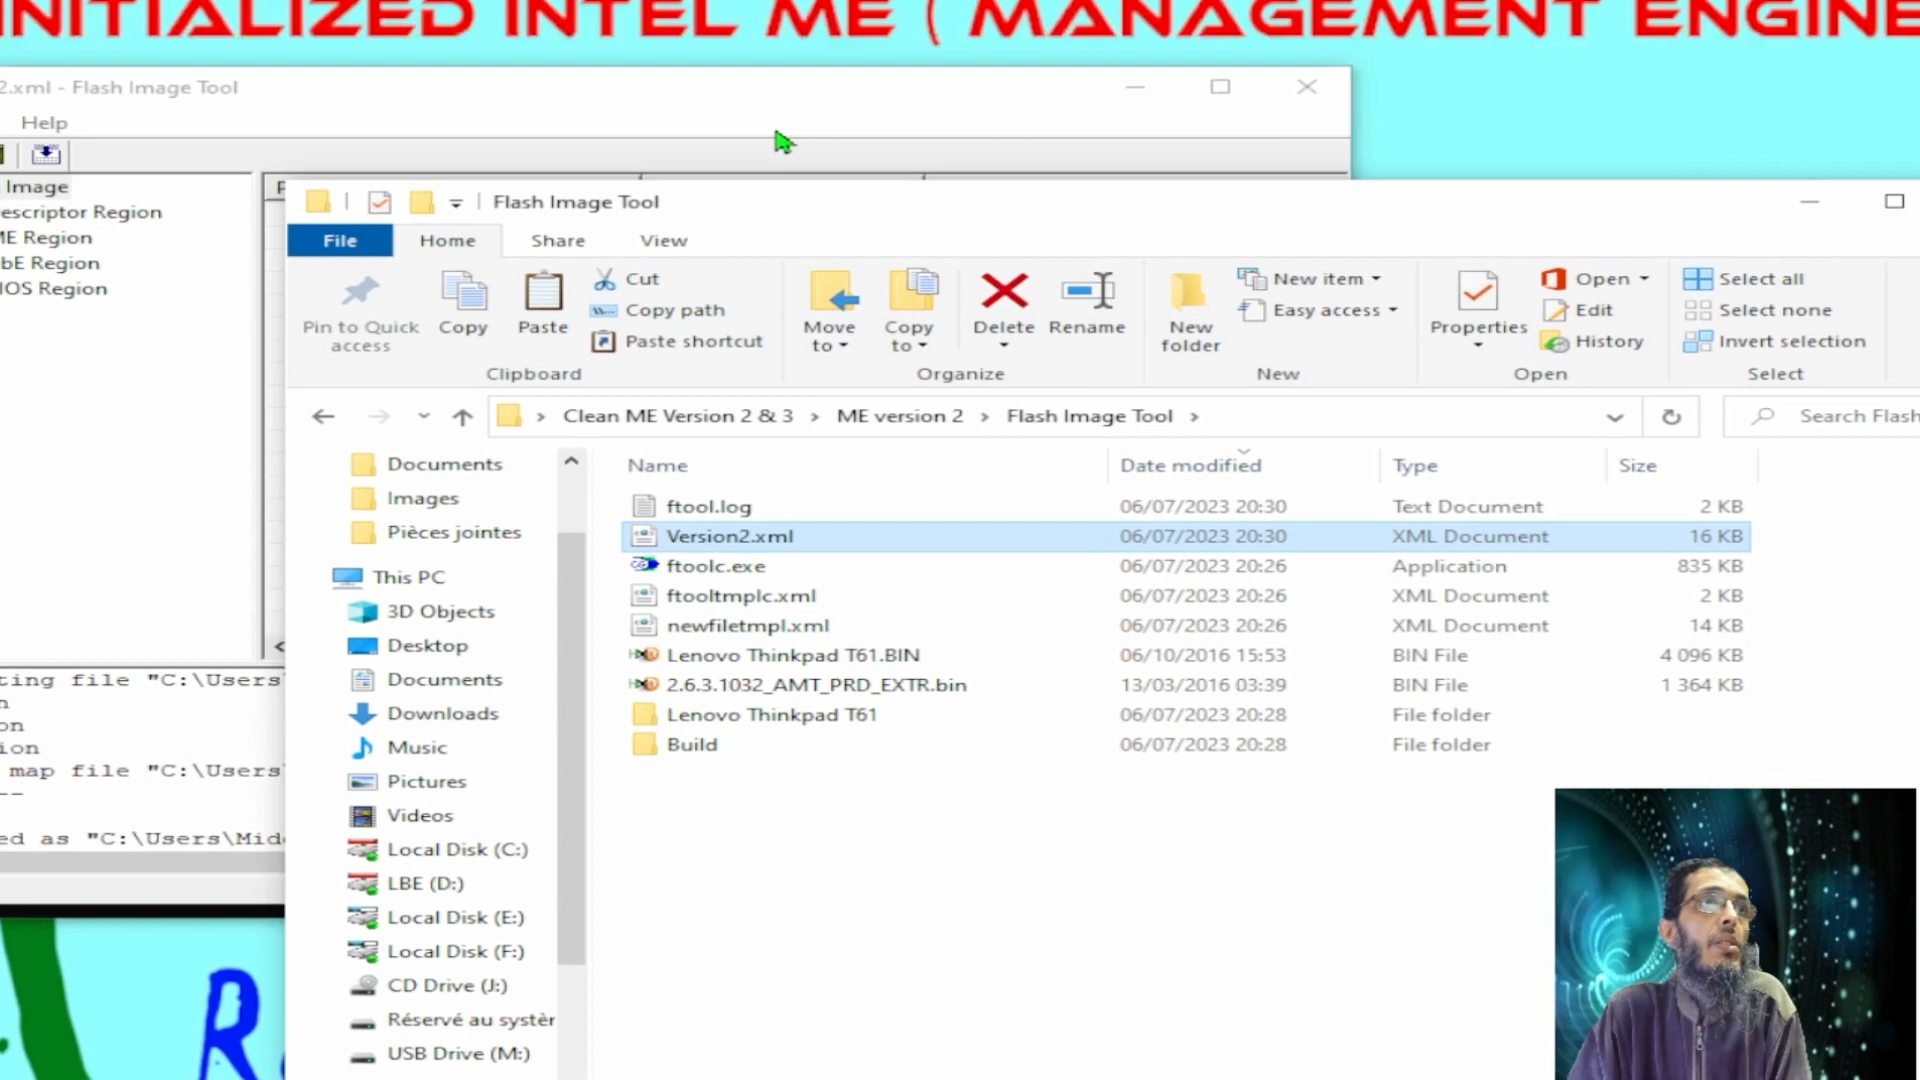 INITIALIZED INTEL ME ( MANAGEMENT ENGINE
2.xml - Flash Image Tool
Help
Image
escriptor Region
ME Region
bE Region
IOS Region
Flash Image Tool
File Home Share View
Pin to Quick access
Copy
Paste
Cut
Copy path
Paste shortcut
Clipboard
Move to
Copy to
Delete
Rename
Organize
New folder
New item
Easy access
New
Properties
Open
Edit
History
Open
Select all
Select none
Invert selection
Select
Clean ME Version 2 & 3 > ME version 2 > Flash Image Tool >
Search Flash
Documents
Images
Pièces jointes
This PC
3D Objects
Desktop
Documents
Downloads
Music
Pictures
Videos
Local Disk (C:)
LBE (D:)
Local Disk (E:)
Local Disk (F:)
CD Drive (J:)
Réservé au systèr
USB Drive (M:)
Name Date modified Type Size
ftool.log 06/07/2023 20:30 Text Document 2 KB
Version2.xml 06/07/2023 20:30 XML Document 16 KB
ftoolc.exe 06/07/2023 20:26 Application 835 KB
ftooltmplc.xml 06/07/2023 20:26 XML Document 2 KB
newfiletmpl.xml 06/07/2023 20:26 XML Document 14 KB
Lenovo Thinkpad T61.BIN 06/10/2016 15:53 BIN File 4 096 KB
2.6.3.1032_AMT_PRD_EXTR.bin 13/03/2016 03:39 BIN File 1 364 KB
Lenovo Thinkpad T61 06/07/2023 20:28 File folder
Build 06/07/2023 20:28 File folder
ting file "C:\Users
n
on
ion
map file "C:\Users
--
ed as "C:\Users\Mid
R